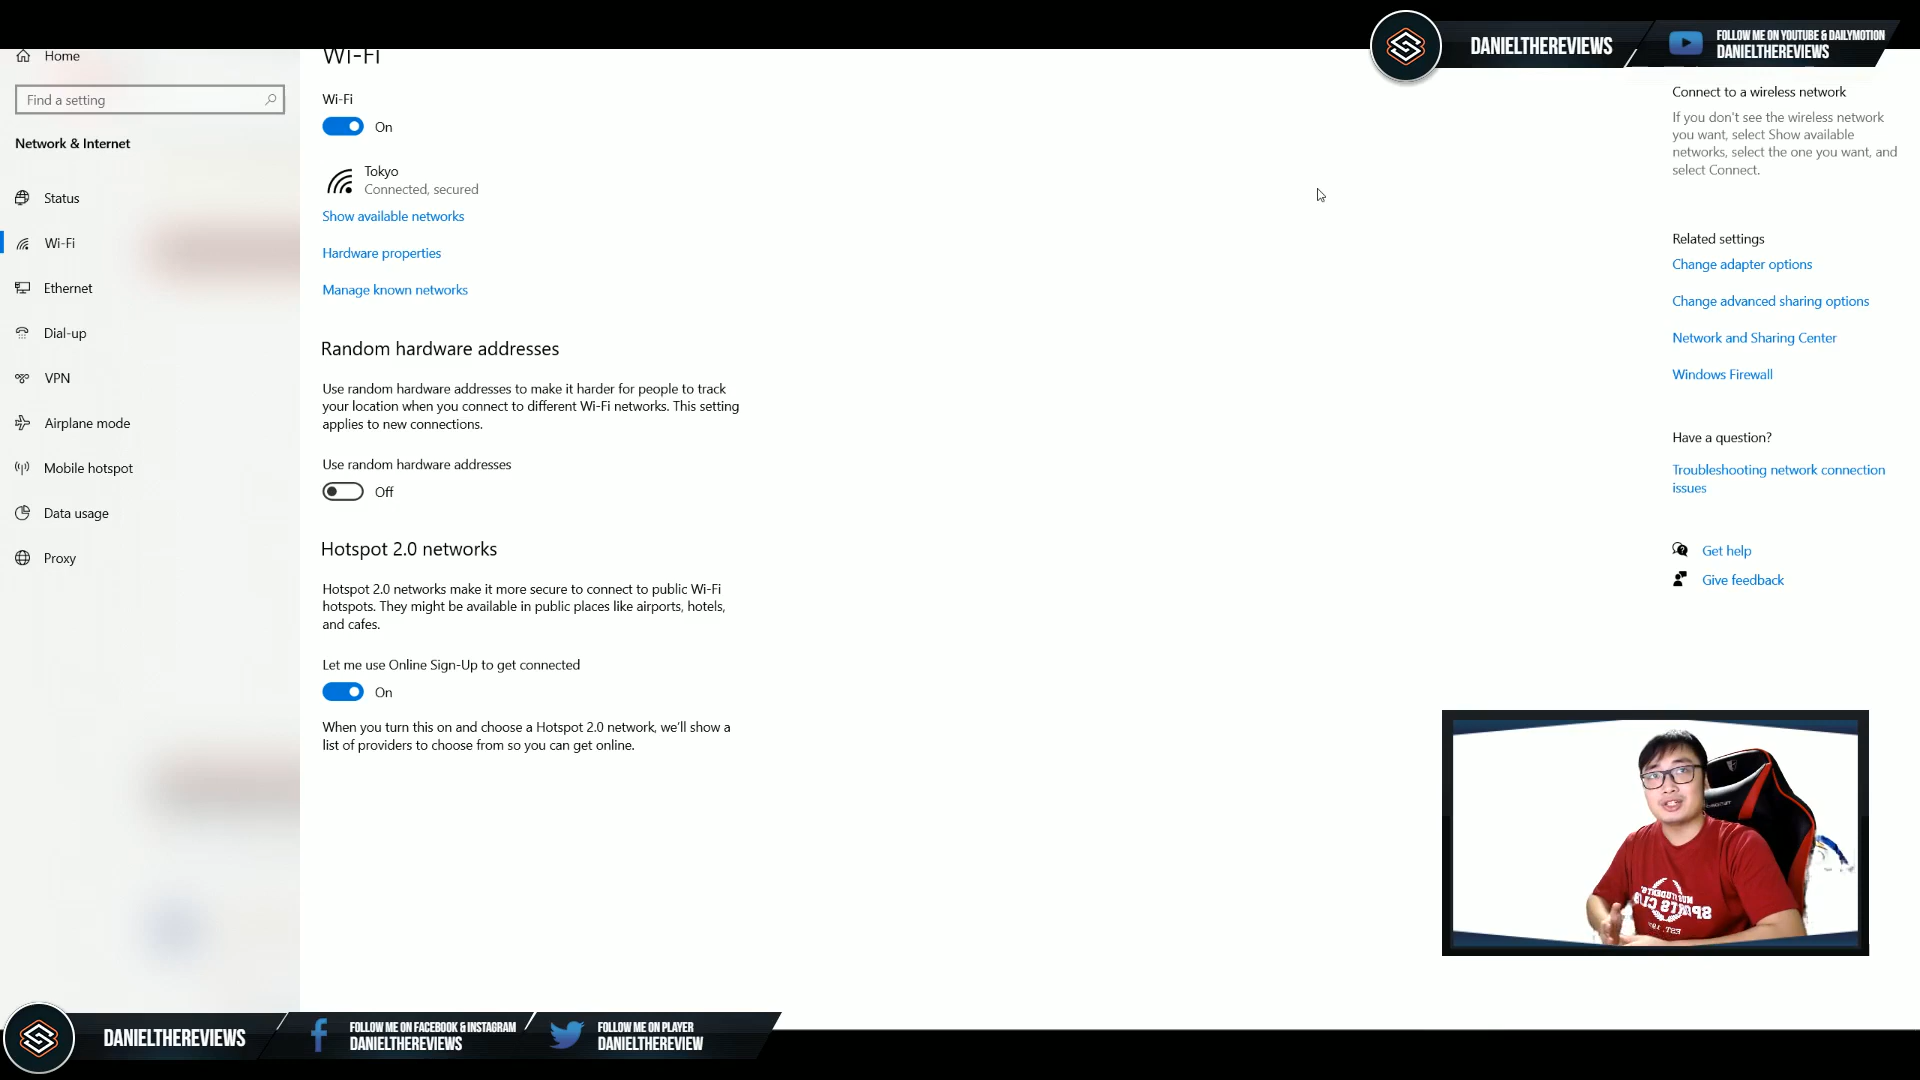 DANIELTHEREVIEWS
FOLLOW ME ON YOUTUBE & DAILYMOTION
DANIELTHEREVIEWS
Home
Find a setting
Network & Internet
Status
Wi-Fi
Ethernet
Dial-up
VPN
Airplane mode
Mobile hotspot
Data usage
Proxy
Wi-Fi
Wi-Fi
On
Tokyo
Connected, secured
Show available networks
Hardware properties
Manage known networks
Random hardware addresses
Use random hardware addresses to make it harder for people to track
your location when you connect to different Wi-Fi networks. This setting
applies to new connections.
Use random hardware addresses
Off
Hotspot 2.0 networks
Hotspot 2.0 networks make it more secure to connect to public Wi-Fi
hotspots. They might be available in public places like airports, hotels,
and cafes.
Let me use Online Sign-Up to get connected
On
When you turn this on and choose a Hotspot 2.0 network, we'll show a
list of providers to choose from so you can get online.
Connect to a wireless network
If you don't see the wireless network
you want, select Show available
networks, select the one you want, and
select Connect.
Related settings
Change adapter options
Change advanced sharing options
Network and Sharing Center
Windows Firewall
Have a question?
Troubleshooting network connection
issues
Get help
Give feedback
SPORTS CLUB
DANIELTHEREVIEWS
FOLLOW ME ON FACEBOOK & INSTAGRAM
DANIELTHEREVIEWS
FOLLOW ME ON PLAYER
DANIELTHEREVIEW